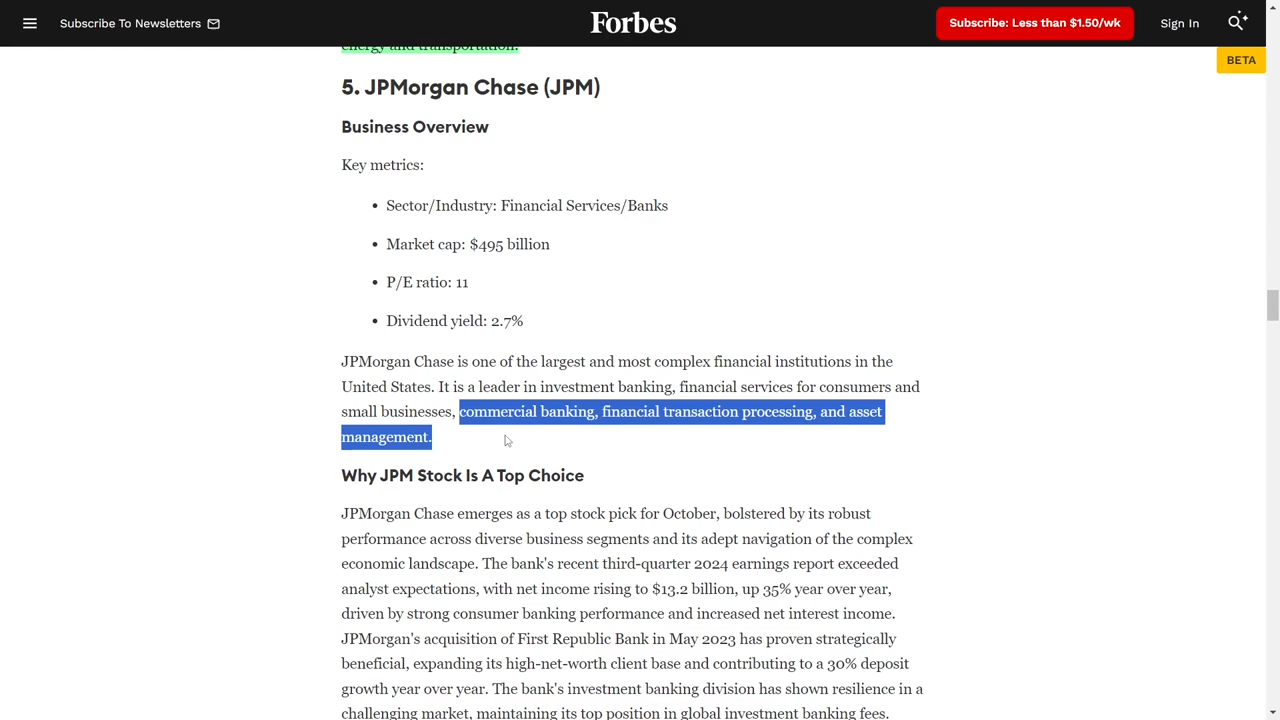 Subscribe To Newsletters
Forbes
Subscribe: Less than $1.50/wk
Sign In
BETA
energy and transportation.
5. JPMorgan Chase (JPM)
Business Overview
Key metrics:
• Sector/Industry: Financial Services/Banks
• Market cap: $495 billion
• P/E ratio: 11
• Dividend yield: 2.7%
JPMorgan Chase is one of the largest and most complex financial institutions in the
United States. It is a leader in investment banking, financial services for consumers and
small businesses, commercial banking, financial transaction processing, and asset
management.
Why JPM Stock Is A Top Choice
JPMorgan Chase emerges as a top stock pick for October, bolstered by its robust
performance across diverse business segments and its adept navigation of the complex
economic landscape. The bank's recent third-quarter 2024 earnings report exceeded
analyst expectations, with net income rising to $13.2 billion, up 35% year over year,
driven by strong consumer banking performance and increased net interest income.
JPMorgan's acquisition of First Republic Bank in May 2023 has proven strategically
beneficial, expanding its high-net-worth client base and contributing to a 30% deposit
growth year over year. The bank's investment banking division has shown resilience in a
challenging market, maintaining its top position in global investment banking fees.